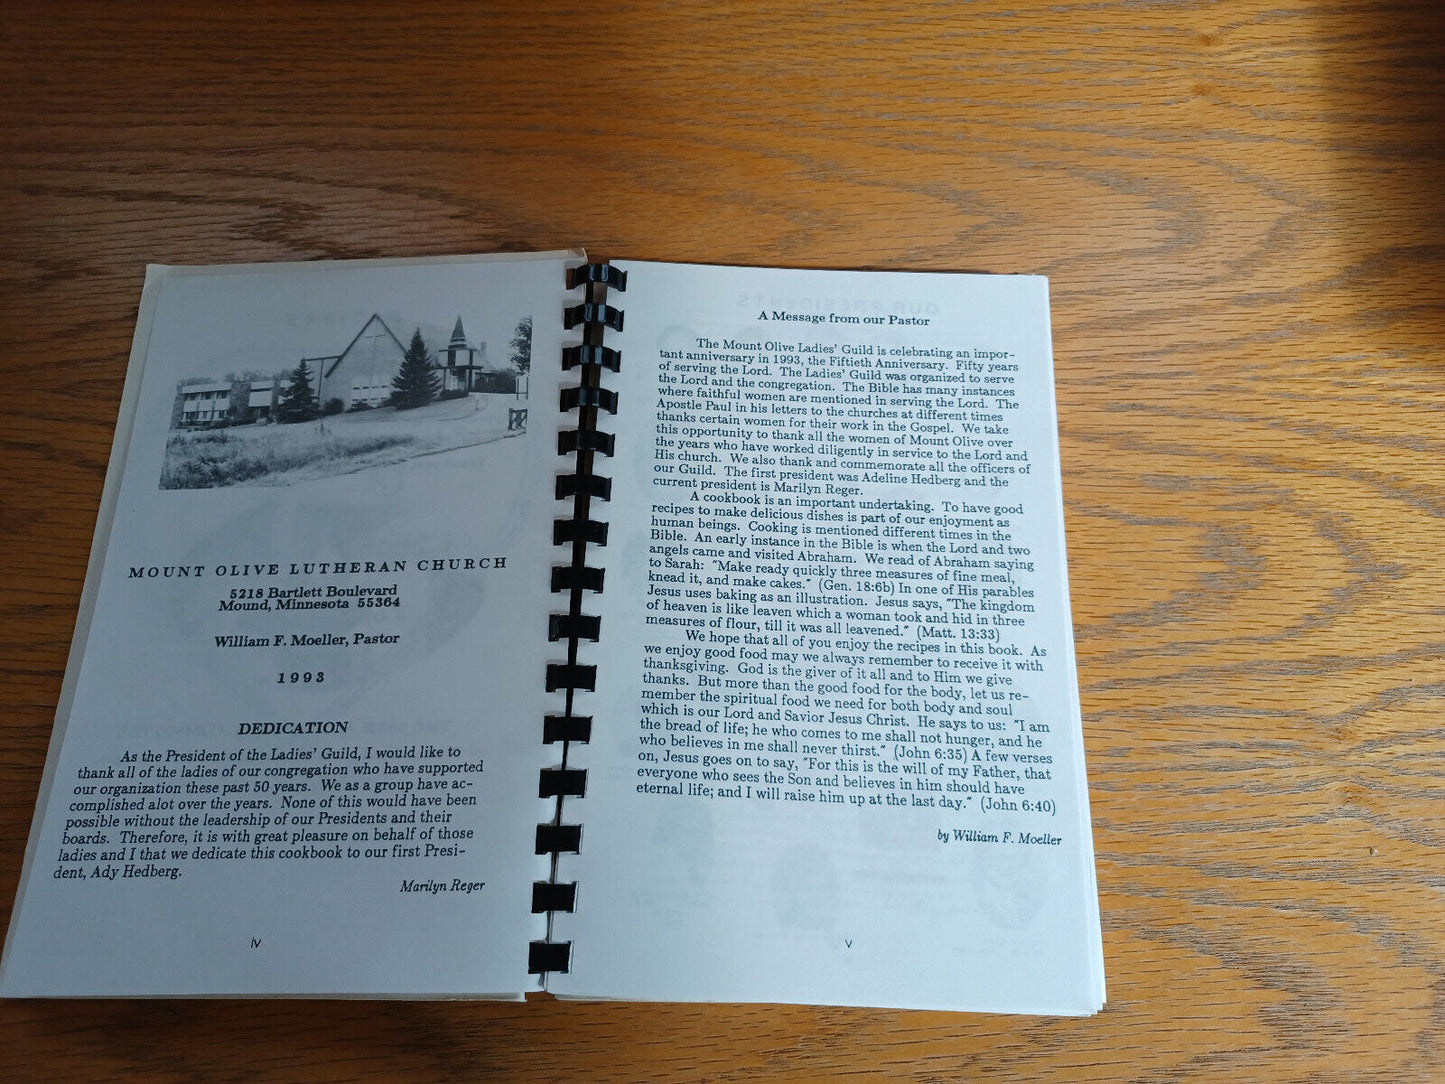 MOUNT OLIVE LUTHERAN CHURCH
5218 Bartlett Boulevard
Mound, Minnesota 55364
William F. Moeller, Pastor
1993
DEDICATION
As the President of the Ladies' Guild, I would like to
thank all of the ladies of our congregation who have supported
our organization these past 50 years. We as a group have ac-
complished alot over the years. None of this would have been
possible without the leadership of our Presidents and their
boards. Therefore, it is with great pleasure on behalf of those
ladies and I that we dedicate this cookbook to our first Presi-
dent, Ady Hedberg.
Marilyn Reger
iv
A Message from our Pastor
The Mount Olive Ladies' Guild is celebrating an impor-
tant anniversary in 1993, the Fiftieth Anniversary. Fifty years
of serving the Lord. The Ladies' Guild was organized to serve
the Lord and the congregation. The Bible has many instances
where faithful women are mentioned in serving the Lord. The
Apostle Paul in his letters to the churches at different times
thanks certain women for their work in the Gospel. We take
this opportunity to thank all the women of Mount Olive over
the years who have worked diligently in service to the Lord and
His church. We also thank and commemorate all the officers of
our Guild. The first president was Adeline Hedberg and the
current president is Marilyn Reger.
A cookbook is an important undertaking. To have good
recipes to make delicious dishes is part of our enjoyment as
human beings. Cooking is mentioned different times in the
Bible. An early instance in the Bible is when the Lord and two
angels came and visited Abraham. We read of Abraham saying
to Sarah: "Make ready quickly three measures of fine meal,
knead it, and make cakes." (Gen. 18:6b) In one of His parables
Jesus uses baking as an illustration. Jesus says, "The kingdom
of heaven is like leaven which a woman took and hid in three
measures of flour, till it was all leavened." (Matt. 13:33)
We hope that all of you enjoy the recipes in this book. As
we enjoy good food may we always remember to receive it with
thanksgiving. God is the giver of it all and to Him we give
thanks. But more than the good food for the body, let us re-
member the spiritual food we need for both body and soul
which is our Lord and Savior Jesus Christ. He says to us: "I am
the bread of life; he who comes to me shall not hunger, and he
who believes in me shall never thirst." (John 6:35) A few verses
on, Jesus goes on to say, "For this is the will of my Father, that
everyone who sees the Son and believes in him should have
eternal life; and I will raise him up at the last day." (John 6:40)
by William F. Moeller
v